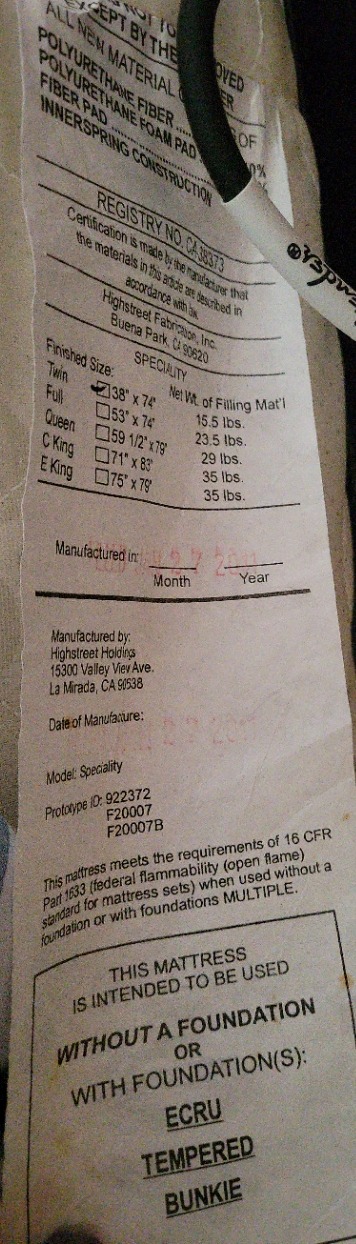 EXCEPT BY THE
ALL NEW MATERIAL
OF
POLYURETHANE FIBER
POLYURETHANE FOAM PAD
FIBER PAD
INNERSPRING CONSTRUCTION
REGISTRY NO. CA 38373
Certification is made by the manufacturer that
the materials in this article are described in
accordance with law.
Highstreet Fabrication, Inc.
Buena Park, CA 90620
SPECIALITY
Finished Size: Net Wt. of Filling Mat'l
Twin 38" x 74" 15.5 lbs.
Full 53" x 74" 23.5 lbs.
Queen 59 1/2" x 79" 29 lbs.
C King 71" x 83" 35 lbs.
E King 75" x 79" 35 lbs.
Manufactured in:
Month Year
Manufactured by:
Highstreet Holdings
15300 Valley View Ave.
La Mirada, CA 90638
Date of Manufacture:
Model: Speciality
Prototype ID: 922372
F20007
F20007B
This mattress meets the requirements of 16 CFR
Part 1633 (federal flammability (open flame)
standard for mattress sets) when used without a
foundation or with foundations MULTIPLE.
THIS MATTRESS
IS INTENDED TO BE USED
WITHOUT A FOUNDATION
OR
WITH FOUNDATION(S):
ECRU
TEMPERED
BUNKIE